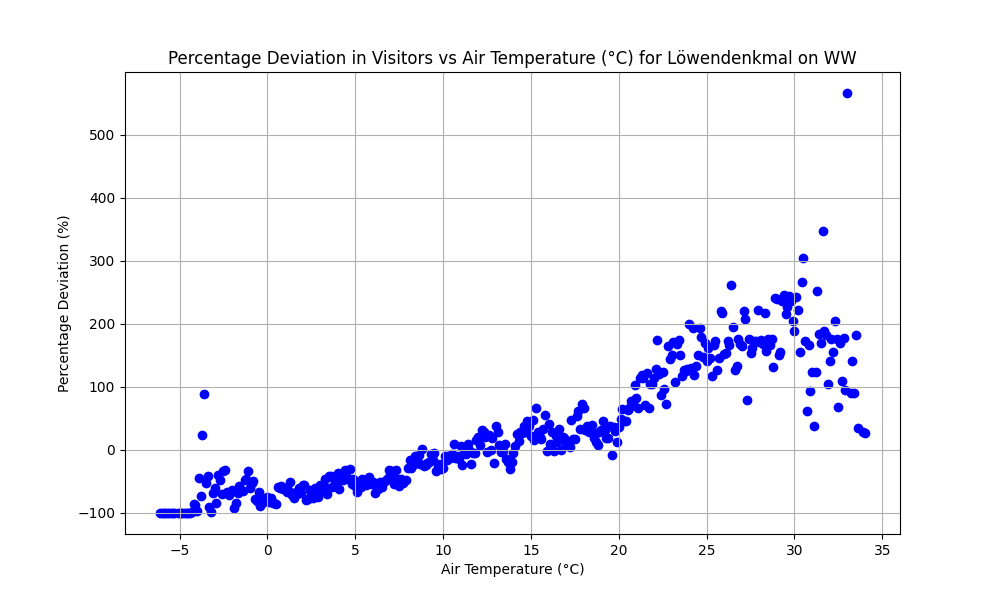 Percentage Deviation in Visitors vs Air Temperature (°C) for Löwendenkmal on WW
500
400
300
200
100
0
−100
Percentage Deviation (%)
−5 0 5 10 15 20 25 30 35
Air Temperature (°C)